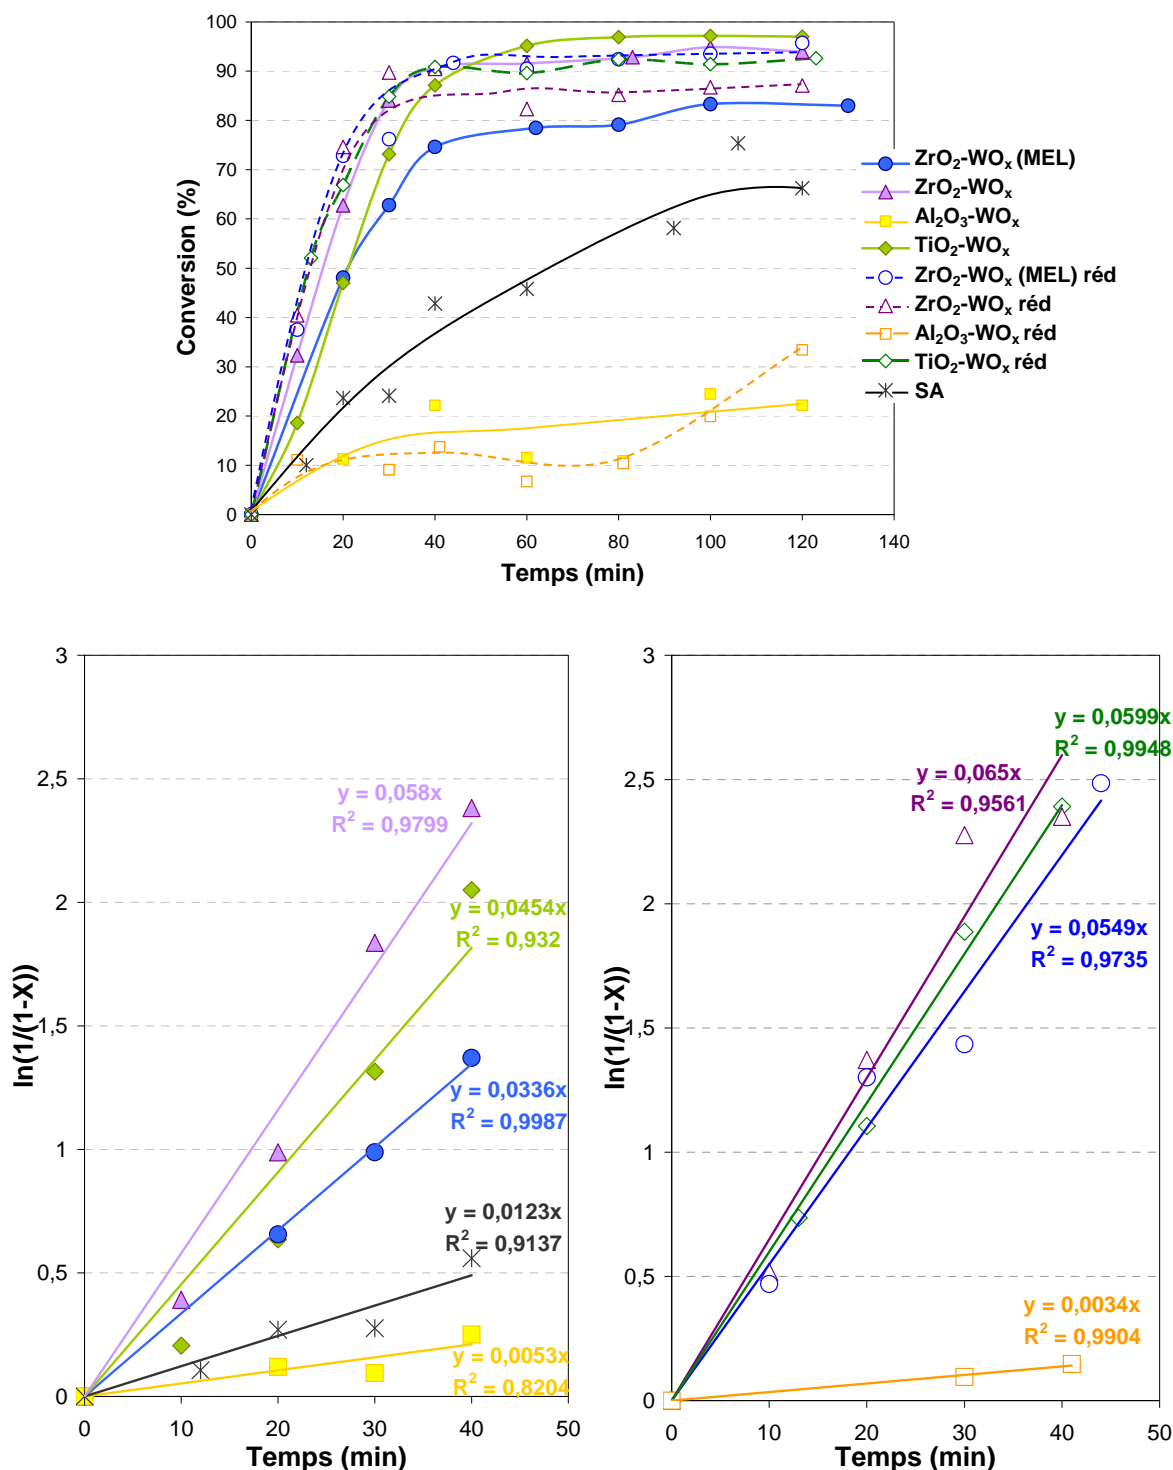 100
90
80
70
60
50
40
30
20
10
0
Conversion (%)
0 20 40 60 80 100 120 140
Temps (min)
ZrO2-WOx (MEL)
ZrO2-WOx
Al2O3-WOx
TiO2-WOx
ZrO2-WOx (MEL) réd
ZrO2-WOx réd
Al2O3-WOx réd
TiO2-WOx réd
SA
3
2,5
2
1,5
1
0,5
0
ln(1/(1-X))
y = 0,058x
R2 = 0,9799
y = 0,0454x
R2 = 0,932
y = 0,0336x
R2 = 0,9987
y = 0,0123x
R2 = 0,9137
y = 0,0053x
R2 = 0,8204
0 10 20 30 40 50
Temps (min)
3
2,5
2
1,5
1
0,5
0
ln(1/(1-X))
y = 0,0599x
R2 = 0,9948
y = 0,065x
R2 = 0,9561
y = 0,0549x
R2 = 0,9735
y = 0,0034x
R2 = 0,9904
0 10 20 30 40 50
Temps (min)